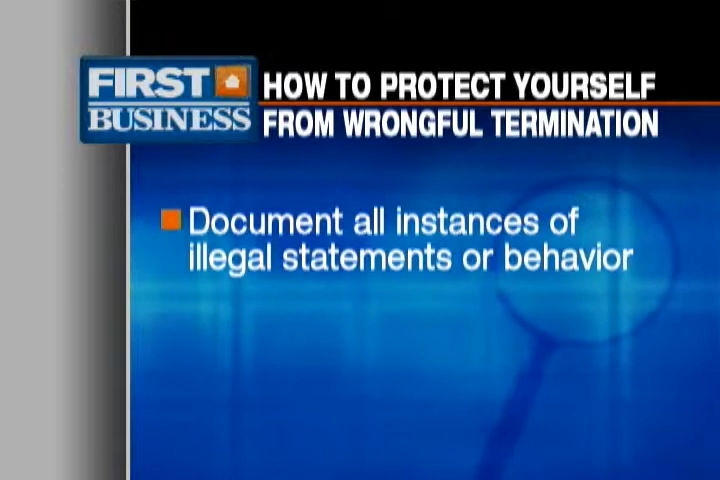 FIRST
BUSINESS
HOW TO PROTECT YOURSELF
FROM WRONGFUL TERMINATION
Document all instances of
illegal statements or behavior